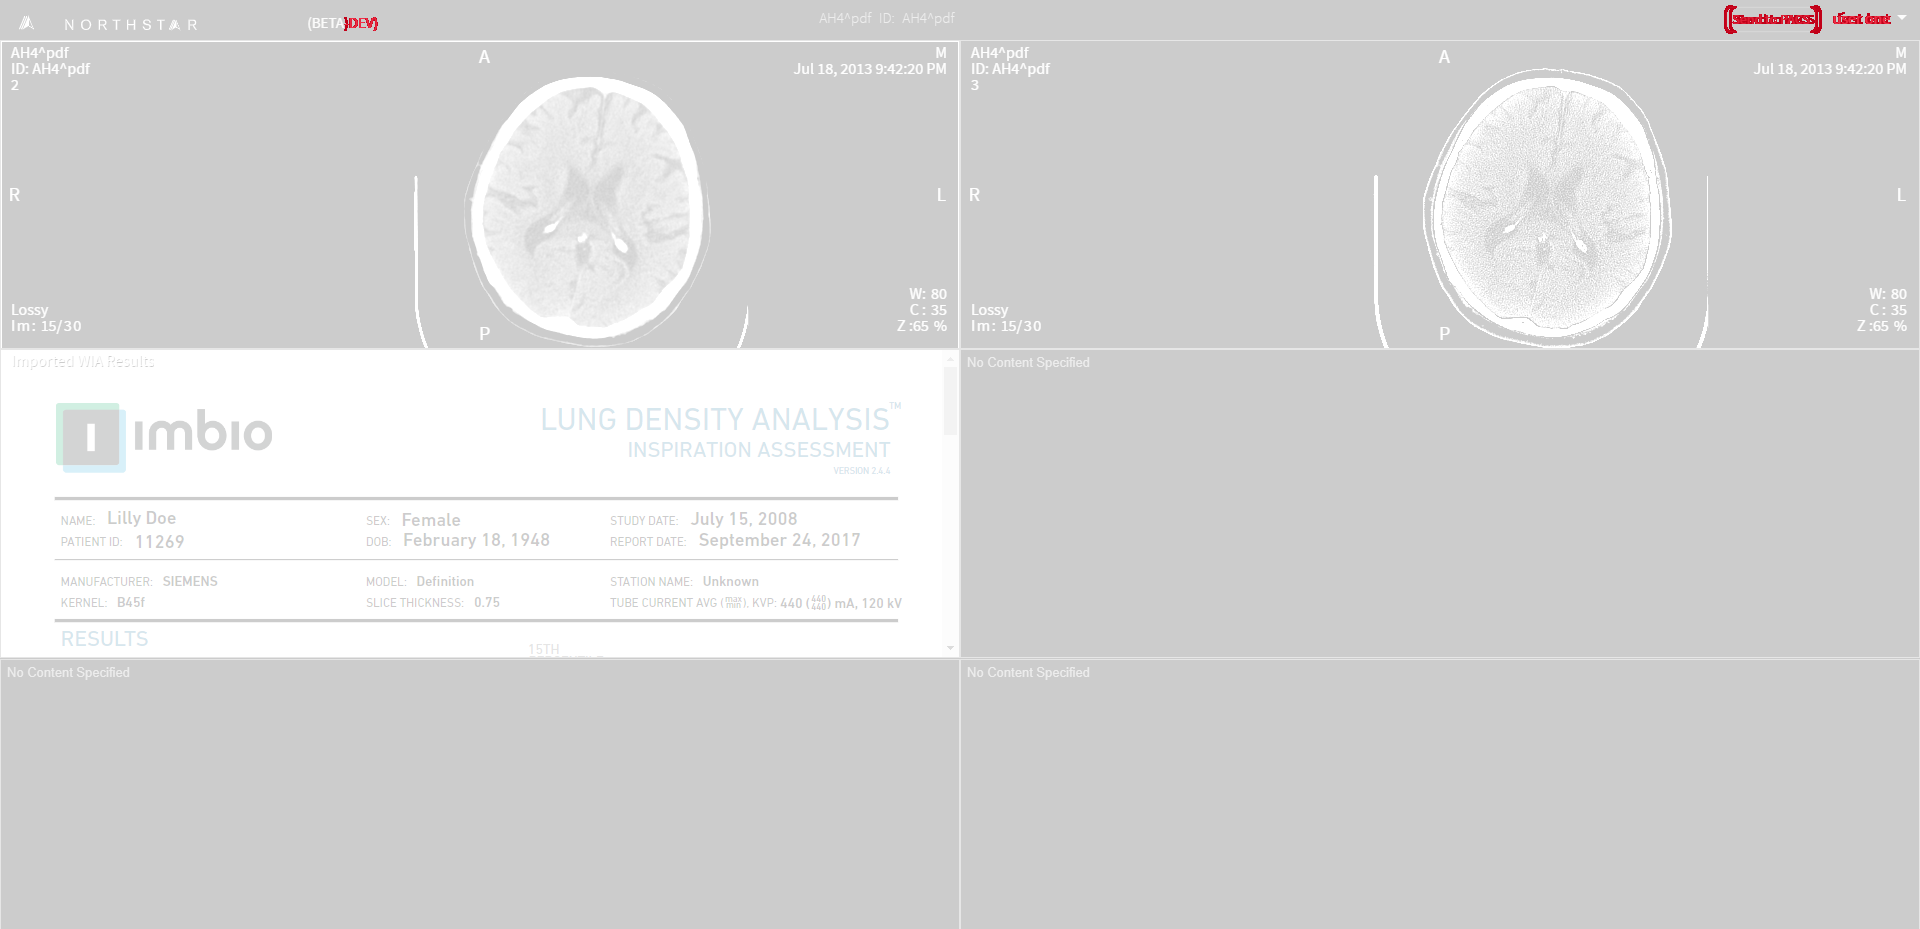 NORTHSTAR
(BETA
AH4^pdf ID: AH4^pdf
AH4^pdf
ID: AH4^pdf
2
A
M
Jul 18, 2013 9:42:20 PM
R
L
Lossy
Im: 15/30
P
W: 80
C: 35
Z:65 %
AH4^pdf
ID: AH4^pdf
3
A
M
Jul 18, 2013 9:42:20 PM
R
L
Lossy
Im: 15/30
P
W: 80
C: 35
Z:65 %
Imported WIA Results
imbio
LUNG DENSITY ANALYSIS™
INSPIRATION ASSESSMENT
VERSION 2.4.4
NAME: Lilly Doe SEX: Female STUDY DATE: July 15, 2008
PATIENT ID: 11269 DOB: February 18, 1948 REPORT DATE: September 24, 2017
MANUFACTURER: SIEMENS MODEL: Definition STATION NAME: Unknown
KERNEL: B45f SLICE THICKNESS: 0.75 TUBE CURRENT AVG (max min), KVP: 440 (440 440) mA, 120 kV
RESULTS
15TH
No Content Specified
No Content Specified
No Content Specified